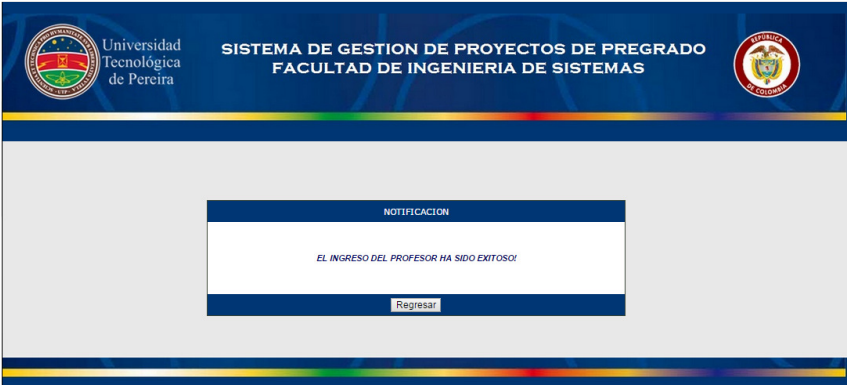 Universidad
Tecnológica
de Pereira
SISTEMA DE GESTION DE PROYECTOS DE PREGRADO
FACULTAD DE INGENIERIA DE SISTEMAS
REPÚBLICA
DE COLOMBIA
NOTIFICACION
EL INGRESO DEL PROFESOR HA SIDO EXITOSO!
Regresar